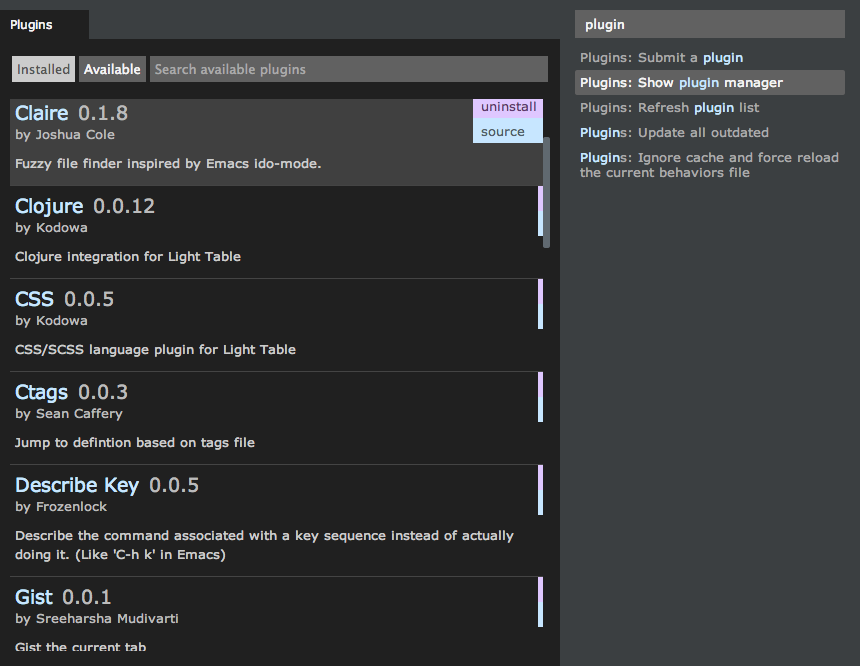 Plugins
Installed Available Search available plugins
Claire 0.1.8
uninstall
by Joshua Cole
source
Fuzzy file finder inspired by Emacs ido-mode.
Clojure 0.0.12
by Kodowa
Clojure integration for Light Table
CSS 0.0.5
by Kodowa
CSS/SCSS language plugin for Light Table
Ctags 0.0.3
by Sean Caffery
Jump to defintion based on tags file
Describe Key 0.0.5
by Frozenlock
Describe the command associated with a key sequence instead of actually
doing it. (Like 'C-h k' in Emacs)
Gist 0.0.1
by Sreeharsha Mudivarti
Gist the current tab
plugin
Plugins: Submit a plugin
Plugins: Show plugin manager
Plugins: Refresh plugin list
Plugins: Update all outdated
Plugins: Ignore cache and force reload
the current behaviors file